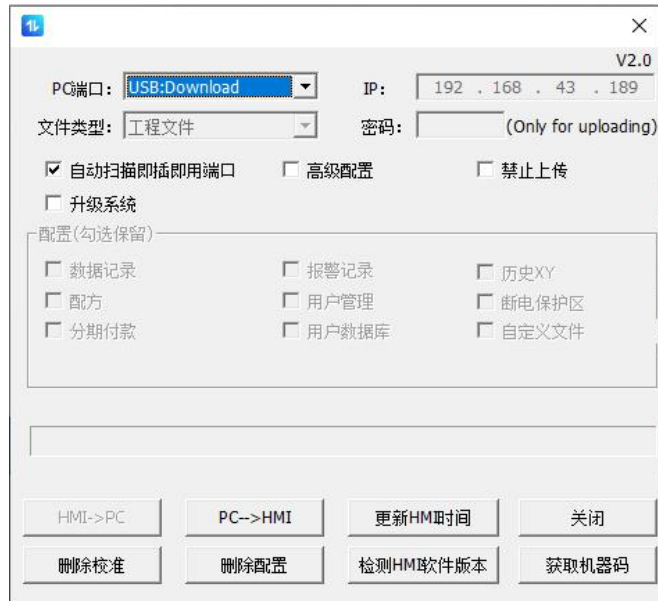 V2.0
PC端口： USB:Download IP： 192 . 168 . 43 . 189
文件类型： 工程文件 密码： (Only for uploading)
自动扫描即插即用端口 高级配置 禁止上传
升级系统
配置(勾选保留)
数据记录 报警记录 历史XY
配方 用户管理 断电保护区
分期付款 用户数据库 自定义文件
HMI->PC PC-->HMI 更新HMI时间 关闭
删除校准 删除配置 检测HMI软件版本 获取机器码